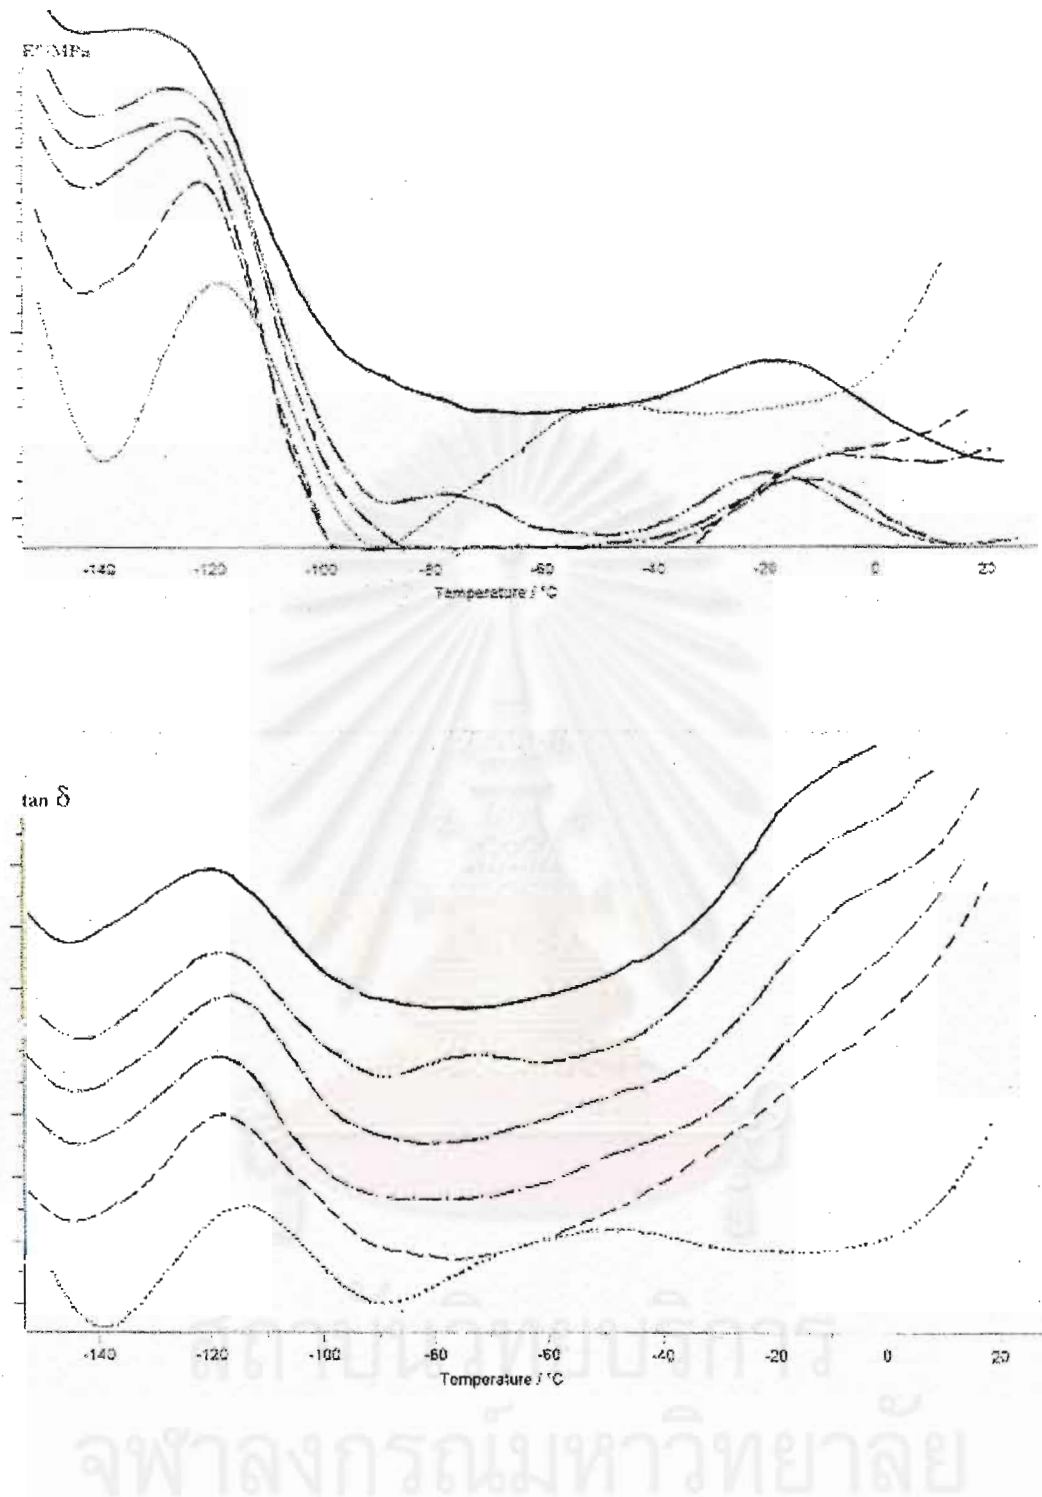 E"/MPa
1
-140 -120 -100 -80 -60 -40 -20 0 20
Temperature / °C
tan δ
-140 -120 -100 -80 -60 -40 -20 0 20
Temperature / °C
สถาบันวิทยบริการ
จุฬาลงกรณ์มหาวิทยาลัย